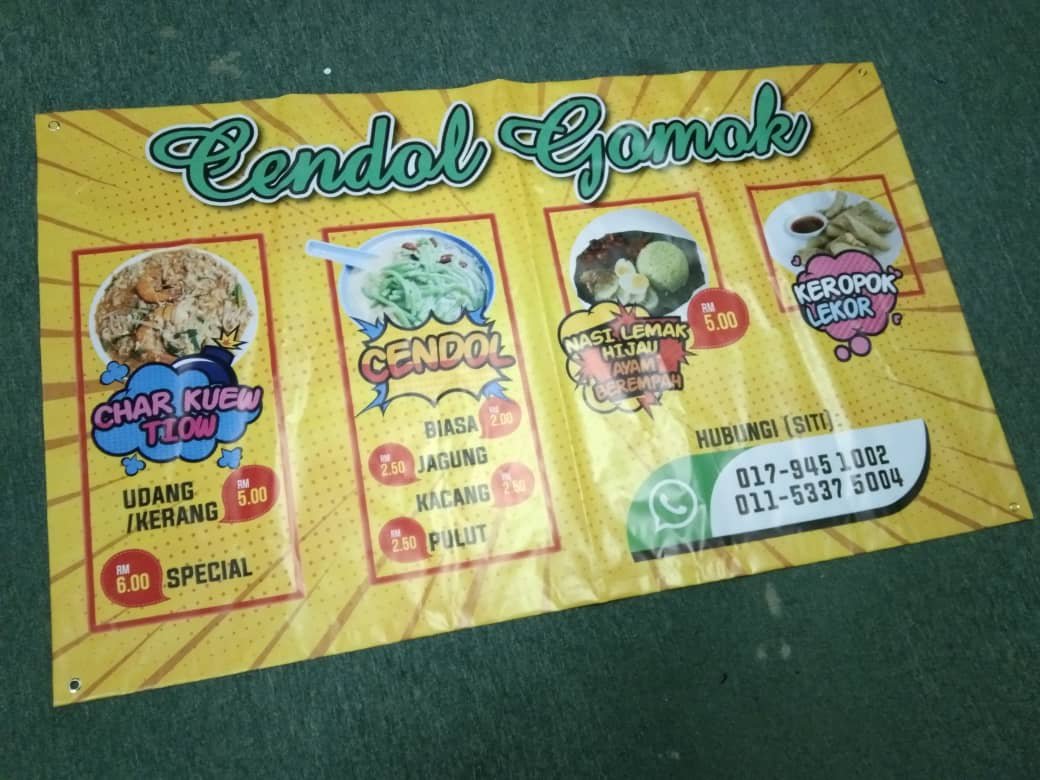 Cendol Gomok
CHAR KUEW
TIOW
UDANG
/KERANG
RM
5.00
RM
6.00
SPECIAL
CENDOL
BIASA
RM
2.00
RM
2.50
JAGUNG
KACANG
RM
2.50
RM
2.50
PULUT
NASI LEMAK
HIJAU
(AYAM
BEREMPAH
RM
5.00
KEROPOK
LEKOR
HUBUNGI (SITI):
017-945 1002
011-5337 5004